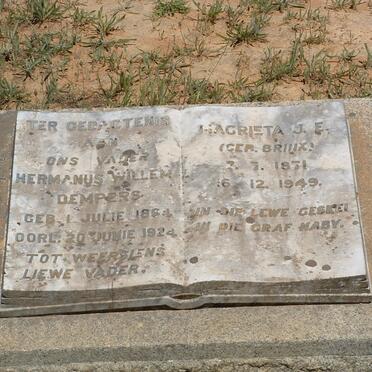 TER GEDAGTENIS
AAN
ONS VADER
HERMANUS WILLEM
DEMPERS
GEB. 1 JULIE 1864
OORL. 20 JUNIE 1924
TOT WEERSIENS
LIEWE VADER.
MAGRIETA J. E.
(GEB. BRINK)
7. 7. 1871
16. 12. 1949.
IN DIE LEWE GESKEI
IN DIE GRAF NABY.